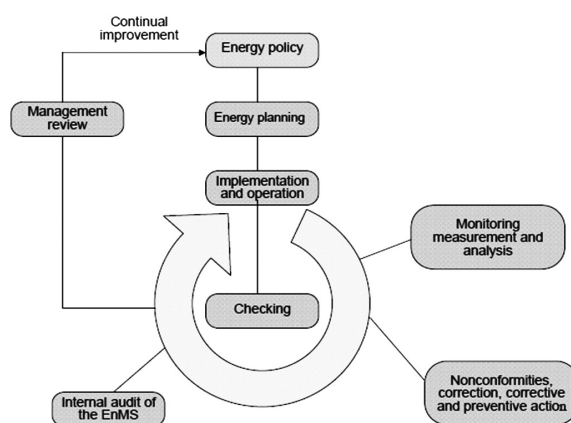 Continual
improvement
Energy policy
Management
review
Energy planning
Implementation
and operation
Monitoring
measurement and
analysis
Checking
Internal audit of
the EnMS
Nonconformities,
correction, corrective
and preventive action